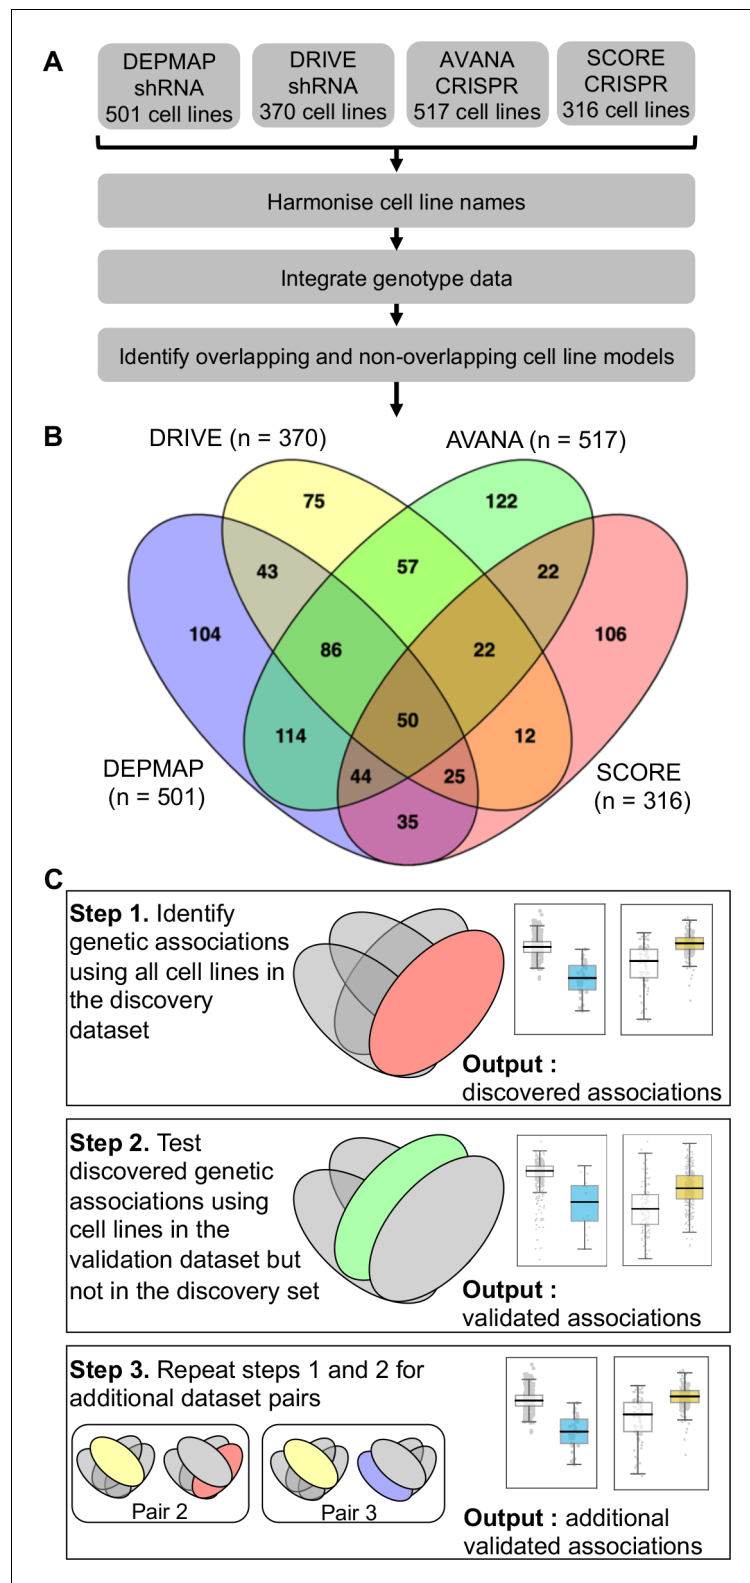 A
DEPMAP
shRNA
501 cell lines
DRIVE
shRNA
370 cell lines
AVANA
CRISPR
517 cell lines
SCORE
CRISPR
316 cell lines
Harmonise cell line names
Integrate genotype data
Identify overlapping and non-overlapping cell line models
B
DRIVE (n = 370)
AVANA (n = 517)
75
122
43
57
22
104
86
22
106
50
114
12
44
25
35
DEPMAP
(n = 501)
SCORE
(n = 316)
C
Step 1. Identify
genetic associations
using all cell lines in
the discovery
dataset
Output :
discovered associations
Step 2. Test
discovered genetic
associations using
cell lines in the
validation dataset but
not in the discovery set
Output :
validated associations
Step 3. Repeat steps 1 and 2 for
additional dataset pairs
Pair 2
Pair 3
Output : additional
validated associations